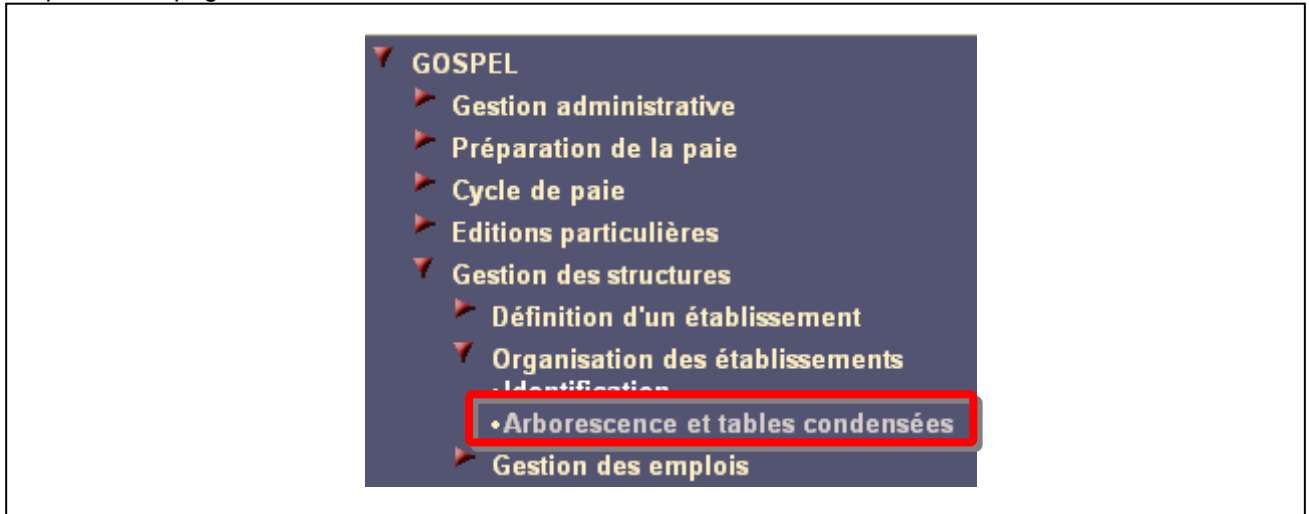 GOSPEL
Gestion administrative
Préparation de la paie
Cycle de paie
Editions particulières
Gestion des structures
Définition d'un établissement
Organisation des établissements
•Identification
•Arborescence et tables condensées
Gestion des emplois